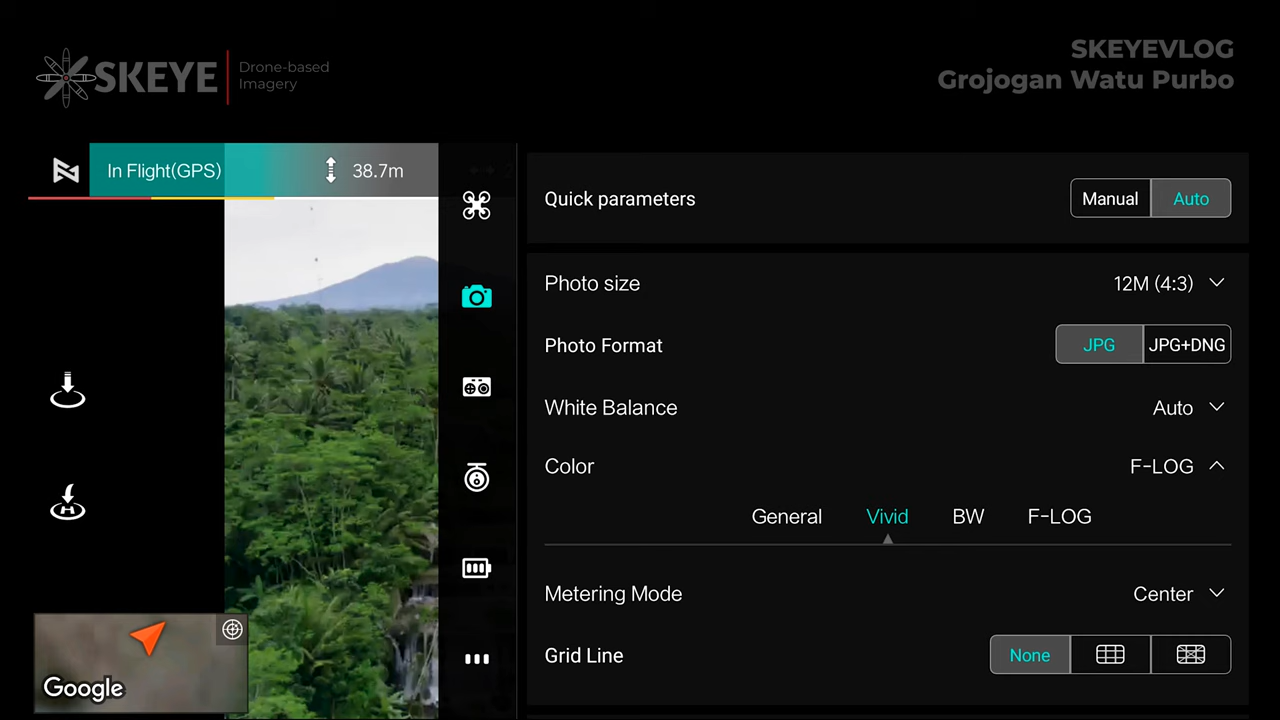 SKEYE
Drone-based
Imagery
SKEYEVLOG
Grojogan Watu Purbo
In Flight(GPS)
38.7m
Quick parameters
Manual
Auto
Photo size
12M (4:3)
Photo Format
JPG
JPG+DNG
White Balance
Auto
Color
F-LOG
General
Vivid
BW
F-LOG
Metering Mode
Center
Grid Line
None
H
Google